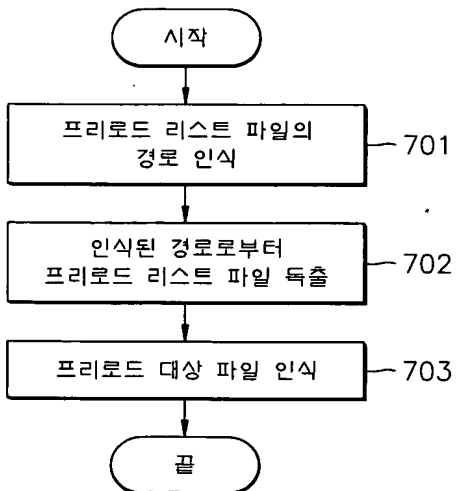 시작
프리로드 리스트 파일의
경로 인식
701
인식된 경로로부터
프리로드 리스트 파일 독출
702
프리로드 대상 파일 인식
703
끝